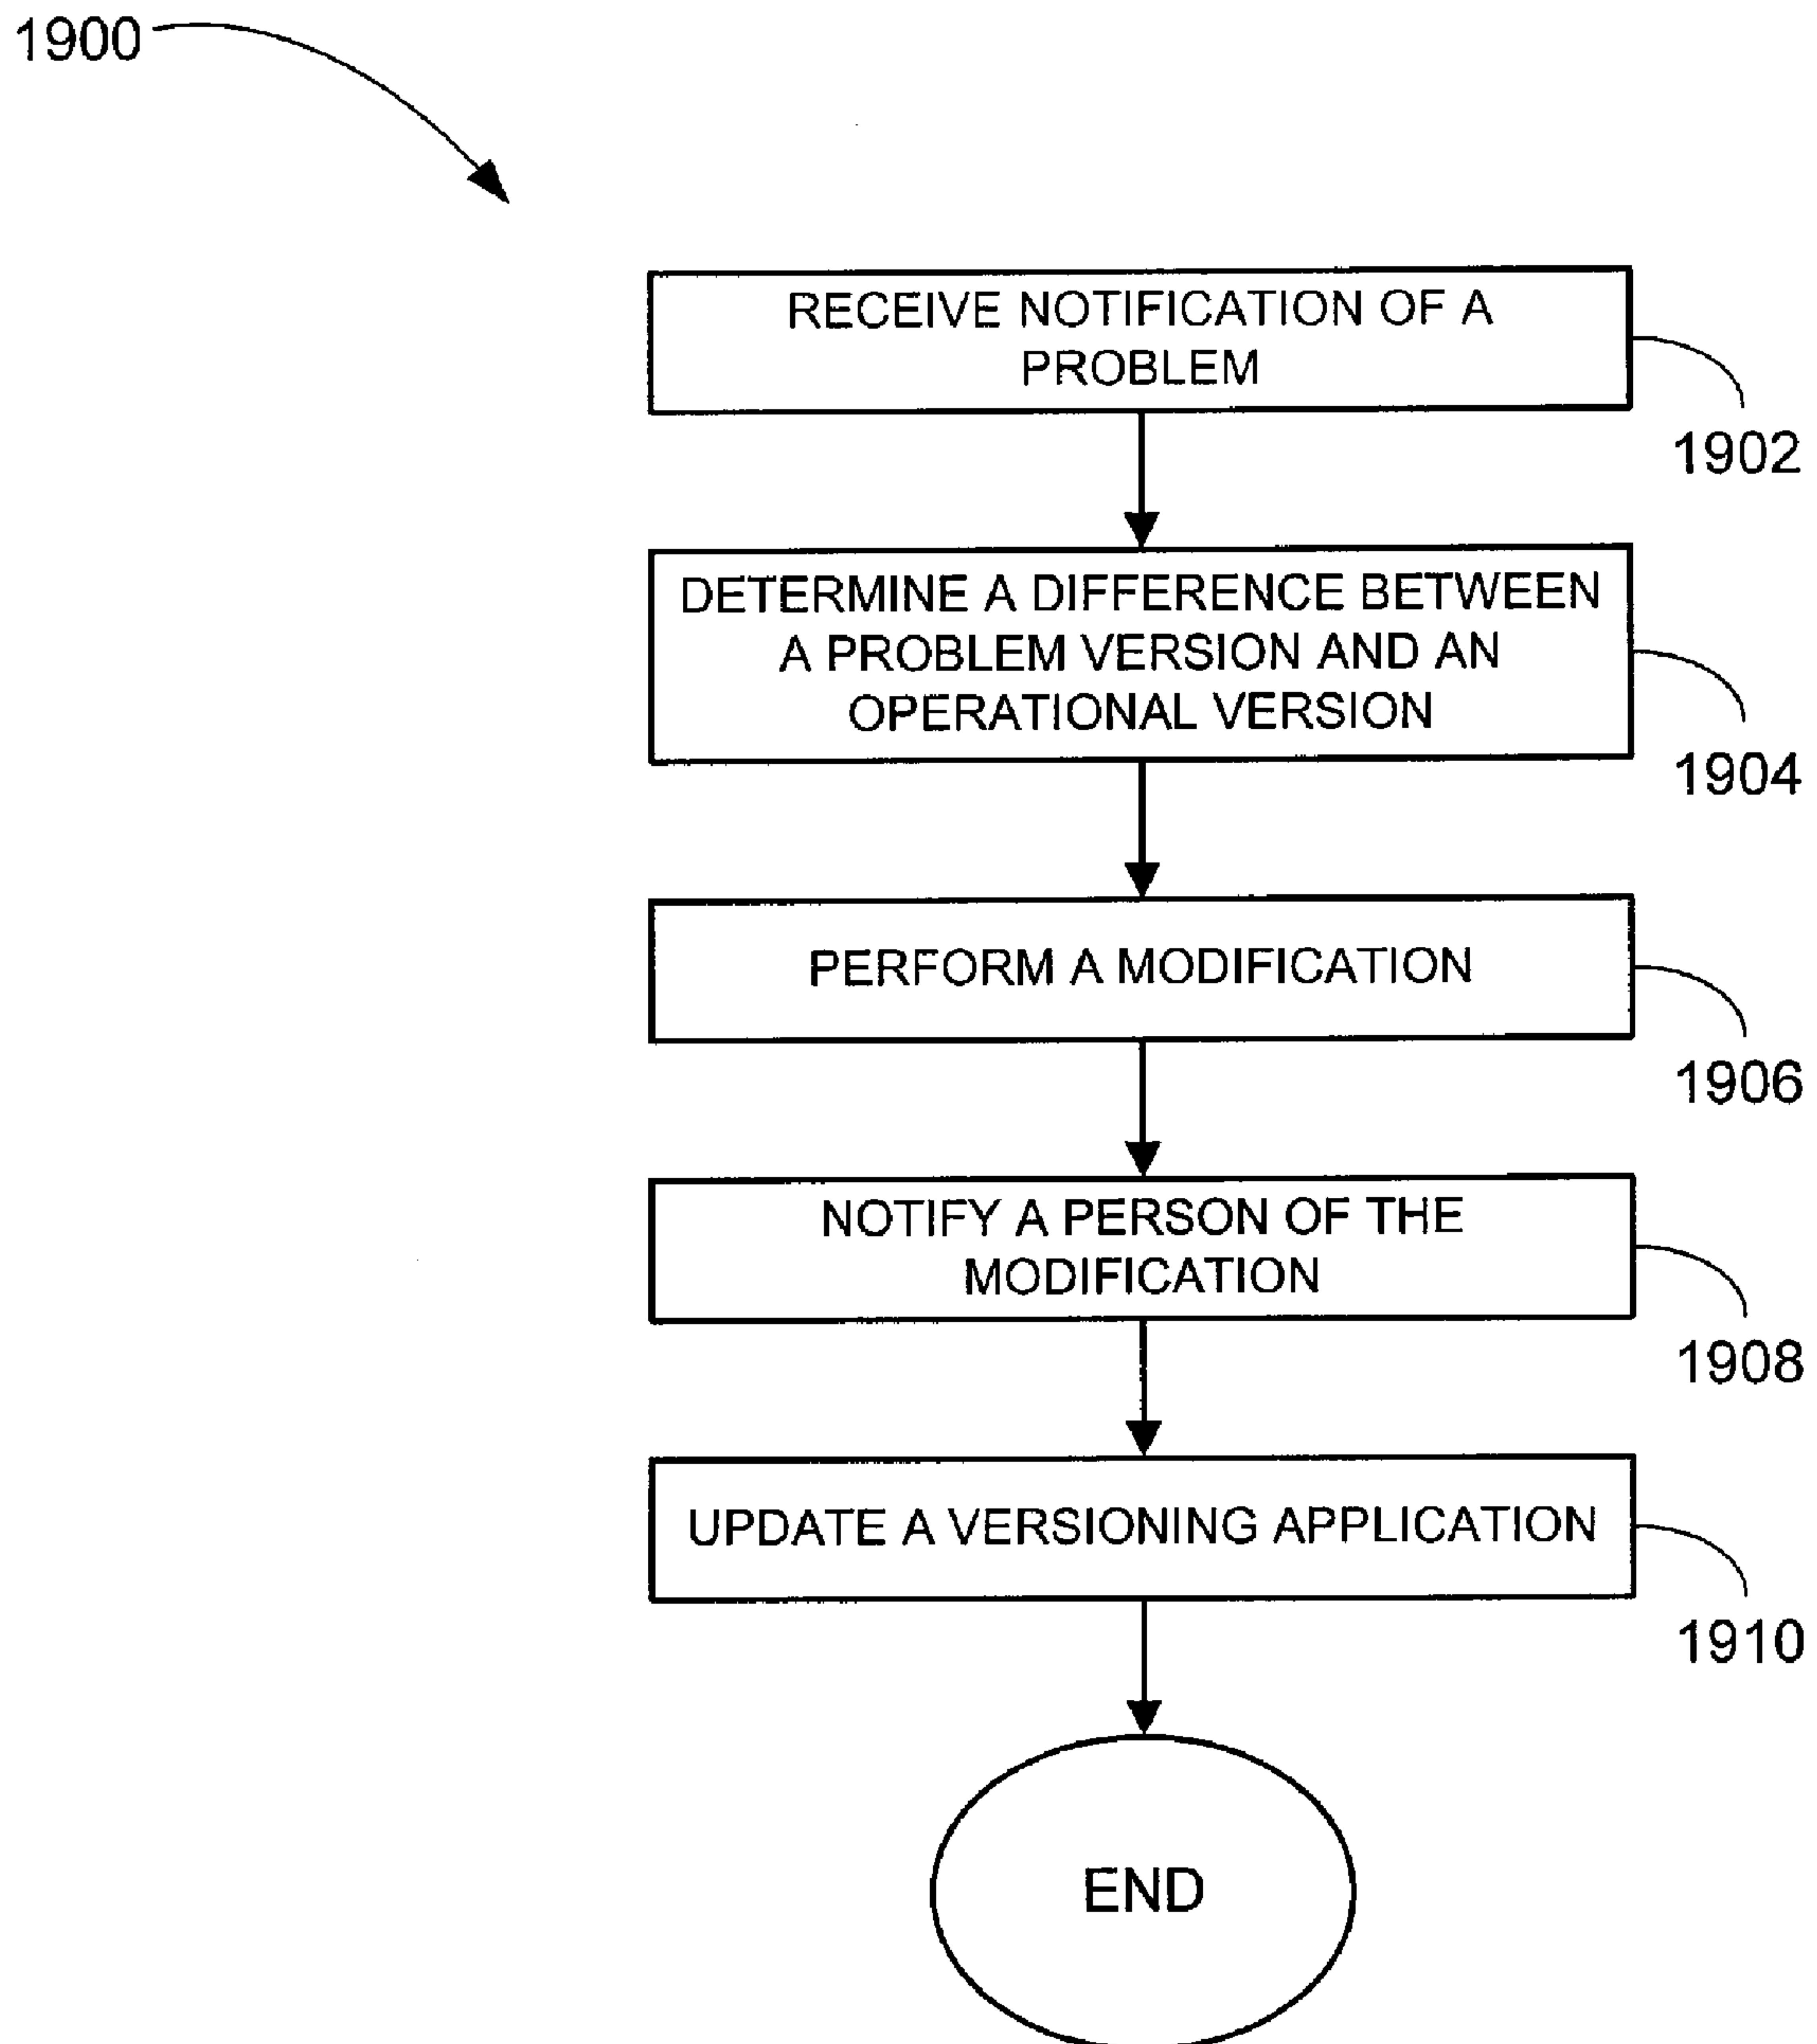 1900
RECEIVE NOTIFICATION OF A
PROBLEM
1902
DETERMINE A DIFFERENCE BETWEEN
A PROBLEM VERSION AND AN
OPERATIONAL VERSION
1904
PERFORM A MODIFICATION
1906
NOTIFY A PERSON OF THE
MODIFICATION
1908
UPDATE A VERSIONING APPLICATION
1910
END